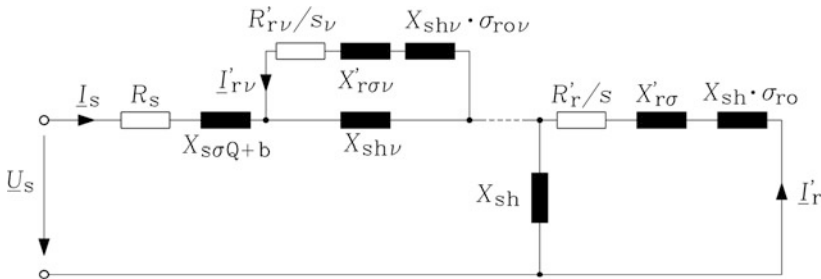 R'rν/sν
Xshν · σroν
I'rν
X'rσν
Is
Rs
R'r/s
X'rσ
Xsh · σro
XsσQ+b
Xshν
Us
Xsh
I'r